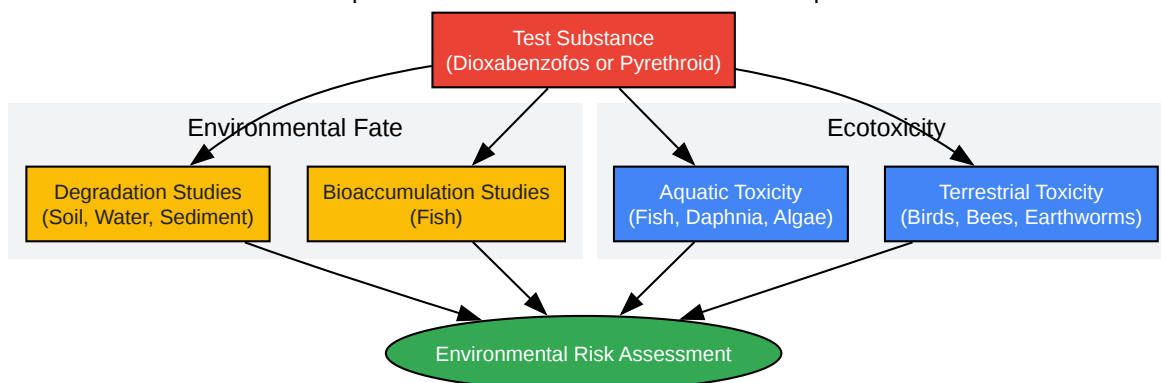 Test Substance
(Dioxabenzofos or Pyrethroid)
Environmental Fate
Ecotoxicity
Degradation Studies
(Soil, Water, Sediment)
Bioaccumulation Studies
(Fish)
Aquatic Toxicity
(Fish, Daphnia, Algae)
Terrestrial Toxicity
(Birds, Bees, Earthworms)
Environmental Risk Assessment